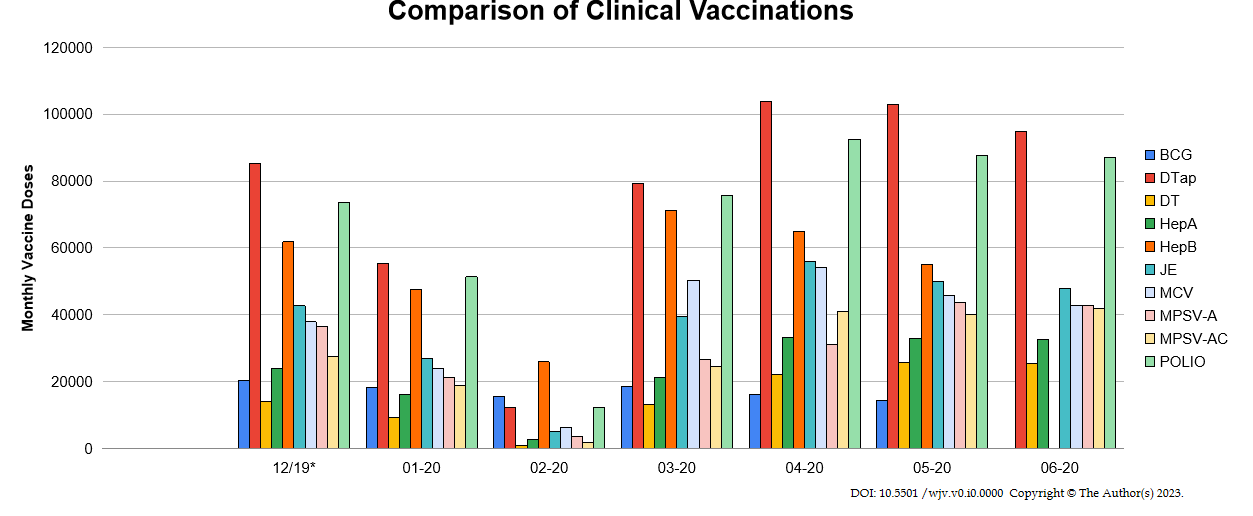 Comparison of Clinical Vaccinations
120000
100000
80000
60000
40000
20000
0
Monthly Vaccine Doses
12/19* 01-20 02-20 03-20 04-20 05-20 06-20
BCG
DTap
DT
HepA
HepB
JE
MCV
MPSV-A
MPSV-AC
POLIO
DOI: 10.5501 /wjv.v0.i0.0000 Copyright © The Author(s) 2023.